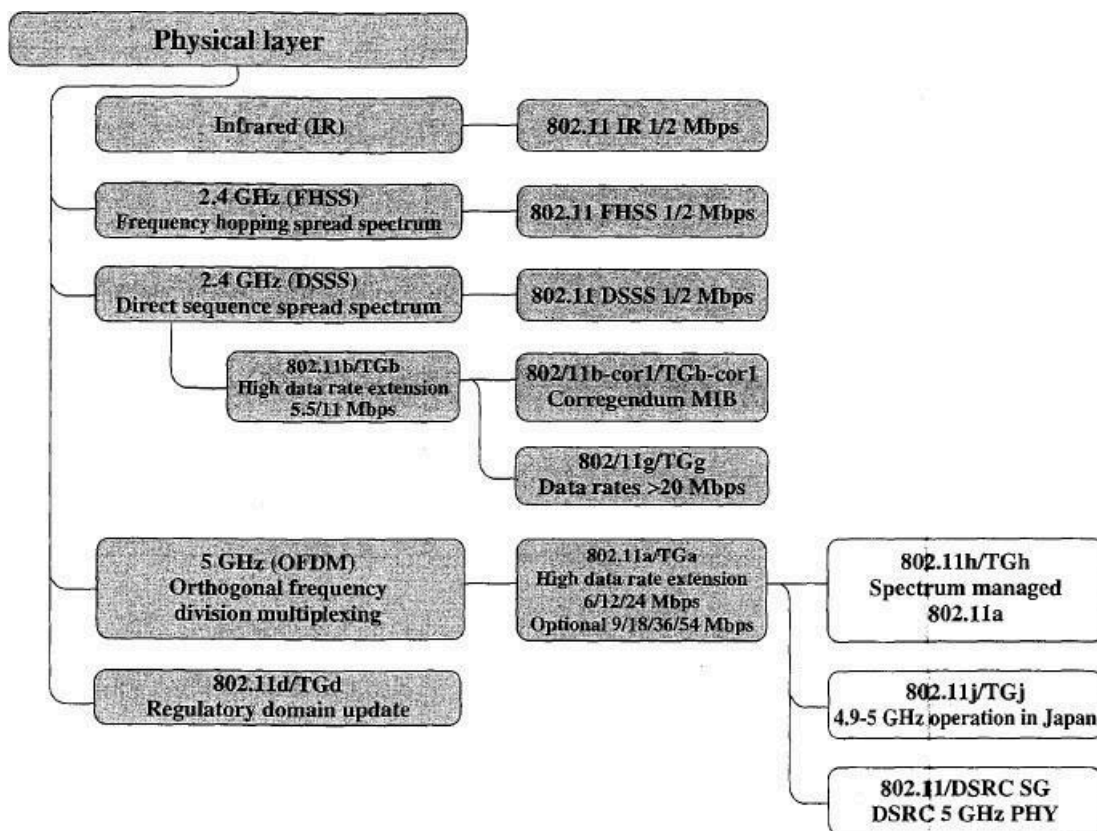 Physical layer
Infrared (IR)
802.11 IR 1/2 Mbps
2.4 GHz (FHSS)
Frequency hopping spread spectrum
802.11 FHSS 1/2 Mbps
2.4 GHz (DSSS)
Direct sequence spread spectrum
802.11 DSSS 1/2 Mbps
802.11b/TGb
High data rate extension
5.5/11 Mbps
802/11b-cor1/TGb-cor1
Corregendum MIB
802/11g/TGg
Data rates >20 Mbps
5 GHz (OFDM)
Orthogonal frequency
division multiplexing
802.11a/TGa
High data rate extension
6/12/24 Mbps
Optional 9/18/36/54 Mbps
802.11h/TGh
Spectrum managed
802.11a
802.11d/TGd
Regulatory domain update
802.11j/TGj
4.9-5 GHz operation in Japan
802.11/DSRC SG
DSRC 5 GHz PHY